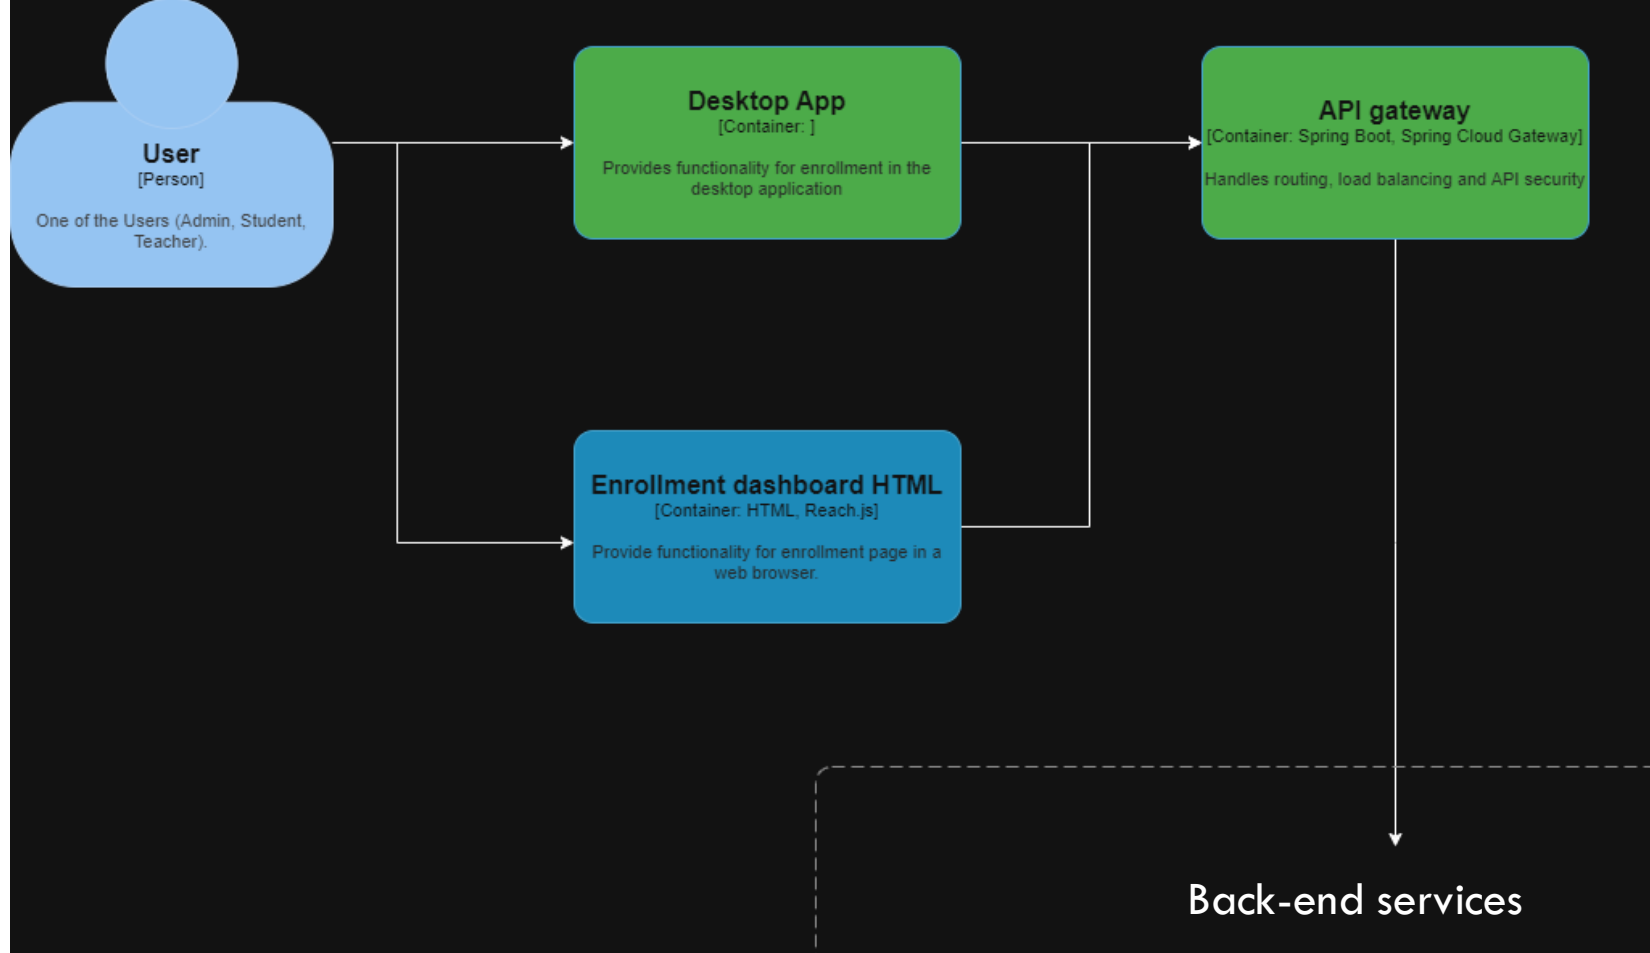 User
[Person]
One of the Users (Admin, Student,
Teacher).
Desktop App
[Container: ]
Provides functionality for enrollment in the
desktop application
API gateway
[Container: Spring Boot, Spring Cloud Gateway]
Handles routing, load balancing and API security
Enrollment dashboard HTML
[Container: HTML, Reach.js]
Provide functionality for enrollment page in a
web browser.
Back-end services